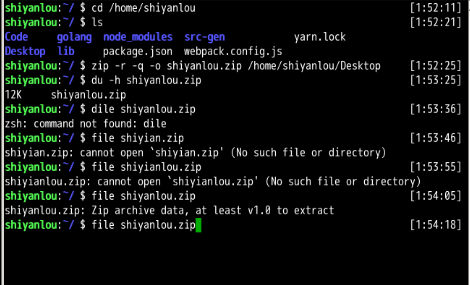 shiyanlou:~/ $ cd /home/shiyanlou [1:52:11]
shiyanlou:~/ $ ls [1:52:21]
Code golang node_modules src-gen yarn.lock
Desktop lib package.json webpack.config.js
shiyanlou:~/ $ zip -r -q -o shiyanlou.zip /home/shiyanlou/Desktop [1:52:25]
shiyanlou:~/ $ du -h shiyanlou.zip [1:53:25]
12K shiyanlou.zip
shiyanlou:~/ $ dile shiyanlou.zip [1:53:36]
zsh: command not found: dile
shiyanlou:~/ $ file shiyian.zip [1:53:46]
shiyian.zip: cannot open `shiyian.zip' (No such file or directory)
shiyanlou:~/ $ file shiyianlou.zip [1:53:55]
shiyianlou.zip: cannot open `shiyianlou.zip' (No such file or directory)
shiyanlou:~/ $ file shiyanlou.zip [1:54:05]
shiyanlou.zip: Zip archive data, at least v1.0 to extract
shiyanlou:~/ $ file shiyanlou.zip [1:54:18]